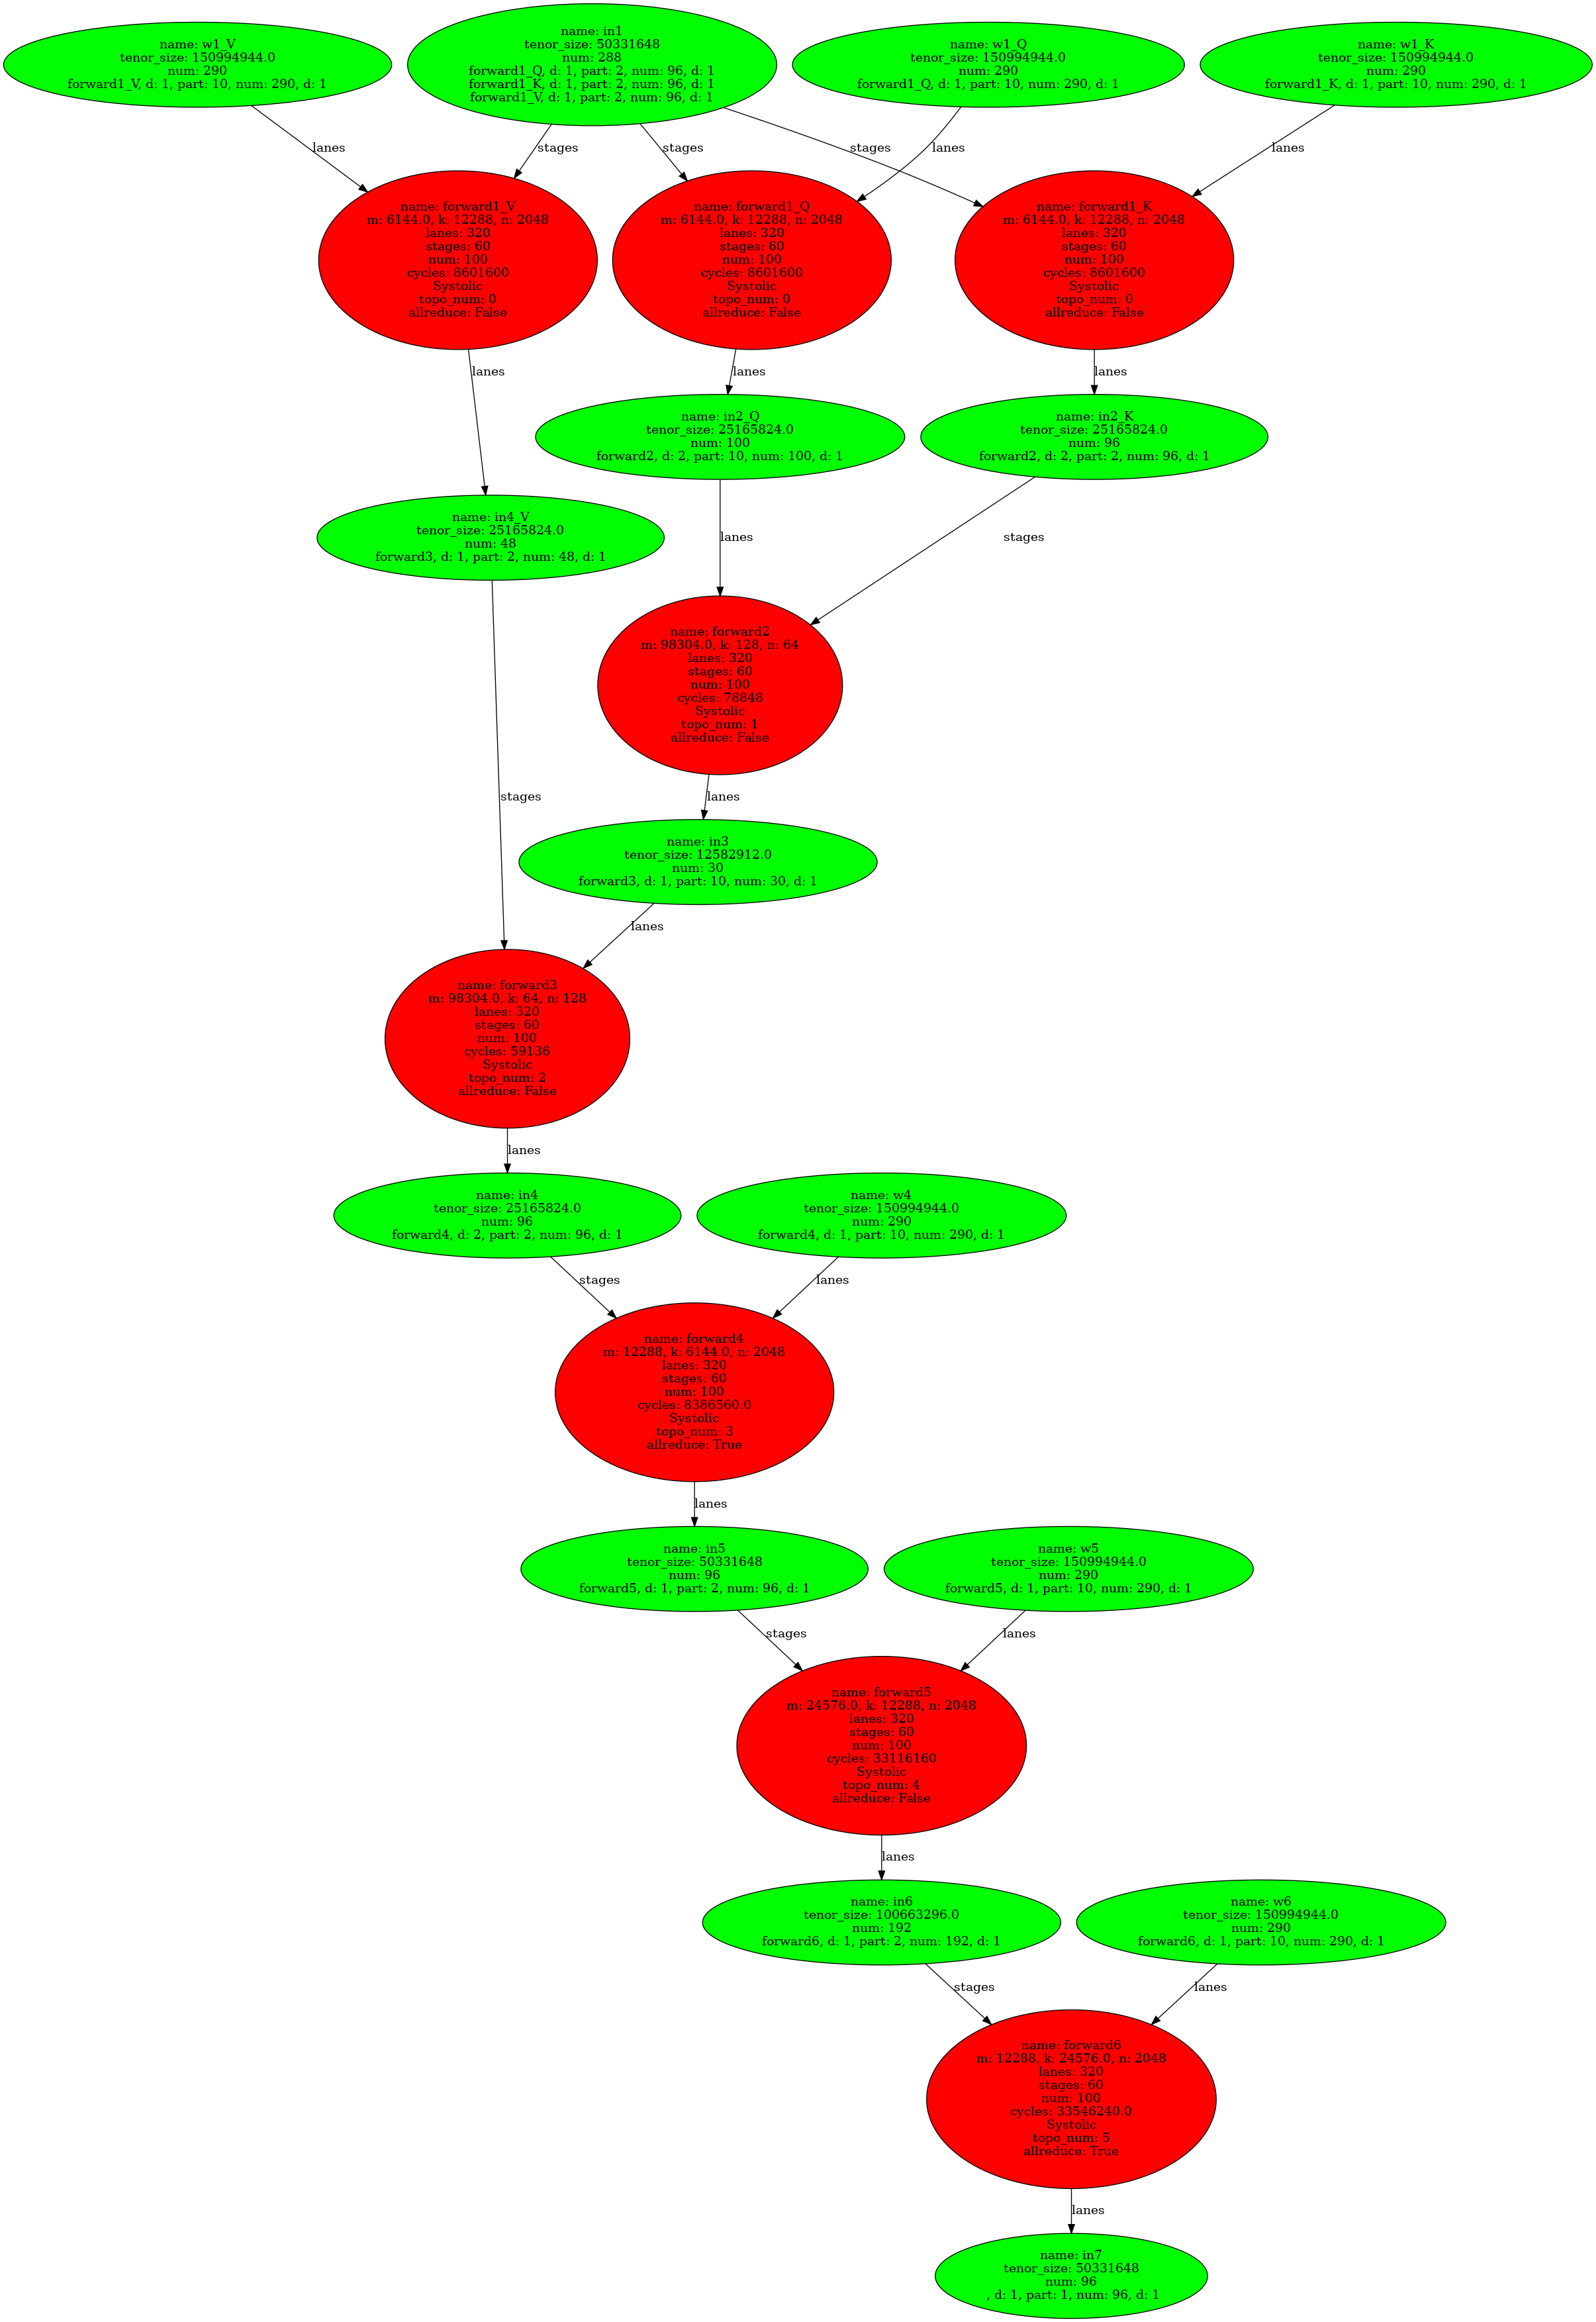 name: w1_V
tenor_size: 150994944.0
num: 290
forward1_V, d: 1, part: 10, num: 290, d: 1
name: in1
tenor_size: 50331648
num: 288
forward1_Q, d: 1, part: 2, num: 96, d: 1
forward1_K, d: 1, part: 2, num: 96, d: 1
forward1_V, d: 1, part: 2, num: 96, d: 1
name: w1_Q
tenor_size: 150994944.0
num: 290
forward1_Q, d: 1, part: 10, num: 290, d: 1
name: w1_K
tenor_size: 150994944.0
num: 290
forward1_K, d: 1, part: 10, num: 290, d: 1
lanes
stages
stages
stages
lanes
lanes
name: forward1_V
m: 6144.0, k: 12288, n: 2048
lanes: 320
stages: 60
num: 100
cycles: 8601600
Systolic
topo_num: 0
allreduce: False
name: forward1_Q
m: 6144.0, k: 12288, n: 2048
lanes: 320
stages: 60
num: 100
cycles: 8601600
Systolic
topo_num: 0
allreduce: False
name: forward1_K
m: 6144.0, k: 12288, n: 2048
lanes: 320
stages: 60
num: 100
cycles: 8601600
Systolic
topo_num: 0
allreduce: False
lanes
lanes
lanes
name: in2_Q
tenor_size: 25165824.0
num: 100
forward2, d: 2, part: 10, num: 100, d: 1
name: in2_K
tenor_size: 25165824.0
num: 96
forward2, d: 2, part: 2, num: 96, d: 1
name: in4_V
tenor_size: 25165824.0
num: 48
forward3, d: 1, part: 2, num: 48, d: 1
lanes
stages
name: forward2
m: 98304.0, k: 128, n: 64
lanes: 320
stages: 60
num: 100
cycles: 78848
Systolic
topo_num: 1
allreduce: False
stages
lanes
name: in3
tenor_size: 12582912.0
num: 30
forward3, d: 1, part: 10, num: 30, d: 1
lanes
name: forward3
m: 98304.0, k: 64, n: 128
lanes: 320
stages: 60
num: 100
cycles: 59136
Systolic
topo_num: 2
allreduce: False
lanes
name: in4
tenor_size: 25165824.0
num: 96
forward4, d: 2, part: 2, num: 96, d: 1
name: w4
tenor_size: 150994944.0
num: 290
forward4, d: 1, part: 10, num: 290, d: 1
stages
lanes
name: forward4
m: 12288, k: 6144.0, n: 2048
lanes: 320
stages: 60
num: 100
cycles: 8386560.0
Systolic
topo_num: 3
allreduce: True
lanes
name: in5
tenor_size: 50331648
num: 96
forward5, d: 1, part: 2, num: 96, d: 1
name: w5
tenor_size: 150994944.0
num: 290
forward5, d: 1, part: 10, num: 290, d: 1
stages
lanes
name: forward5
m: 24576.0, k: 12288, n: 2048
lanes: 320
stages: 60
num: 100
cycles: 33116160
Systolic
topo_num: 4
allreduce: False
lanes
name: in6
tenor_size: 100663296.0
num: 192
forward6, d: 1, part: 2, num: 192, d: 1
name: w6
tenor_size: 150994944.0
num: 290
forward6, d: 1, part: 10, num: 290, d: 1
stages
lanes
name: forward6
m: 12288, k: 24576.0, n: 2048
lanes: 320
stages: 60
num: 100
cycles: 33546240.0
Systolic
topo_num: 5
allreduce: True
lanes
name: in7
tenor_size: 50331648
num: 96
, d: 1, part: 1, num: 96, d: 1